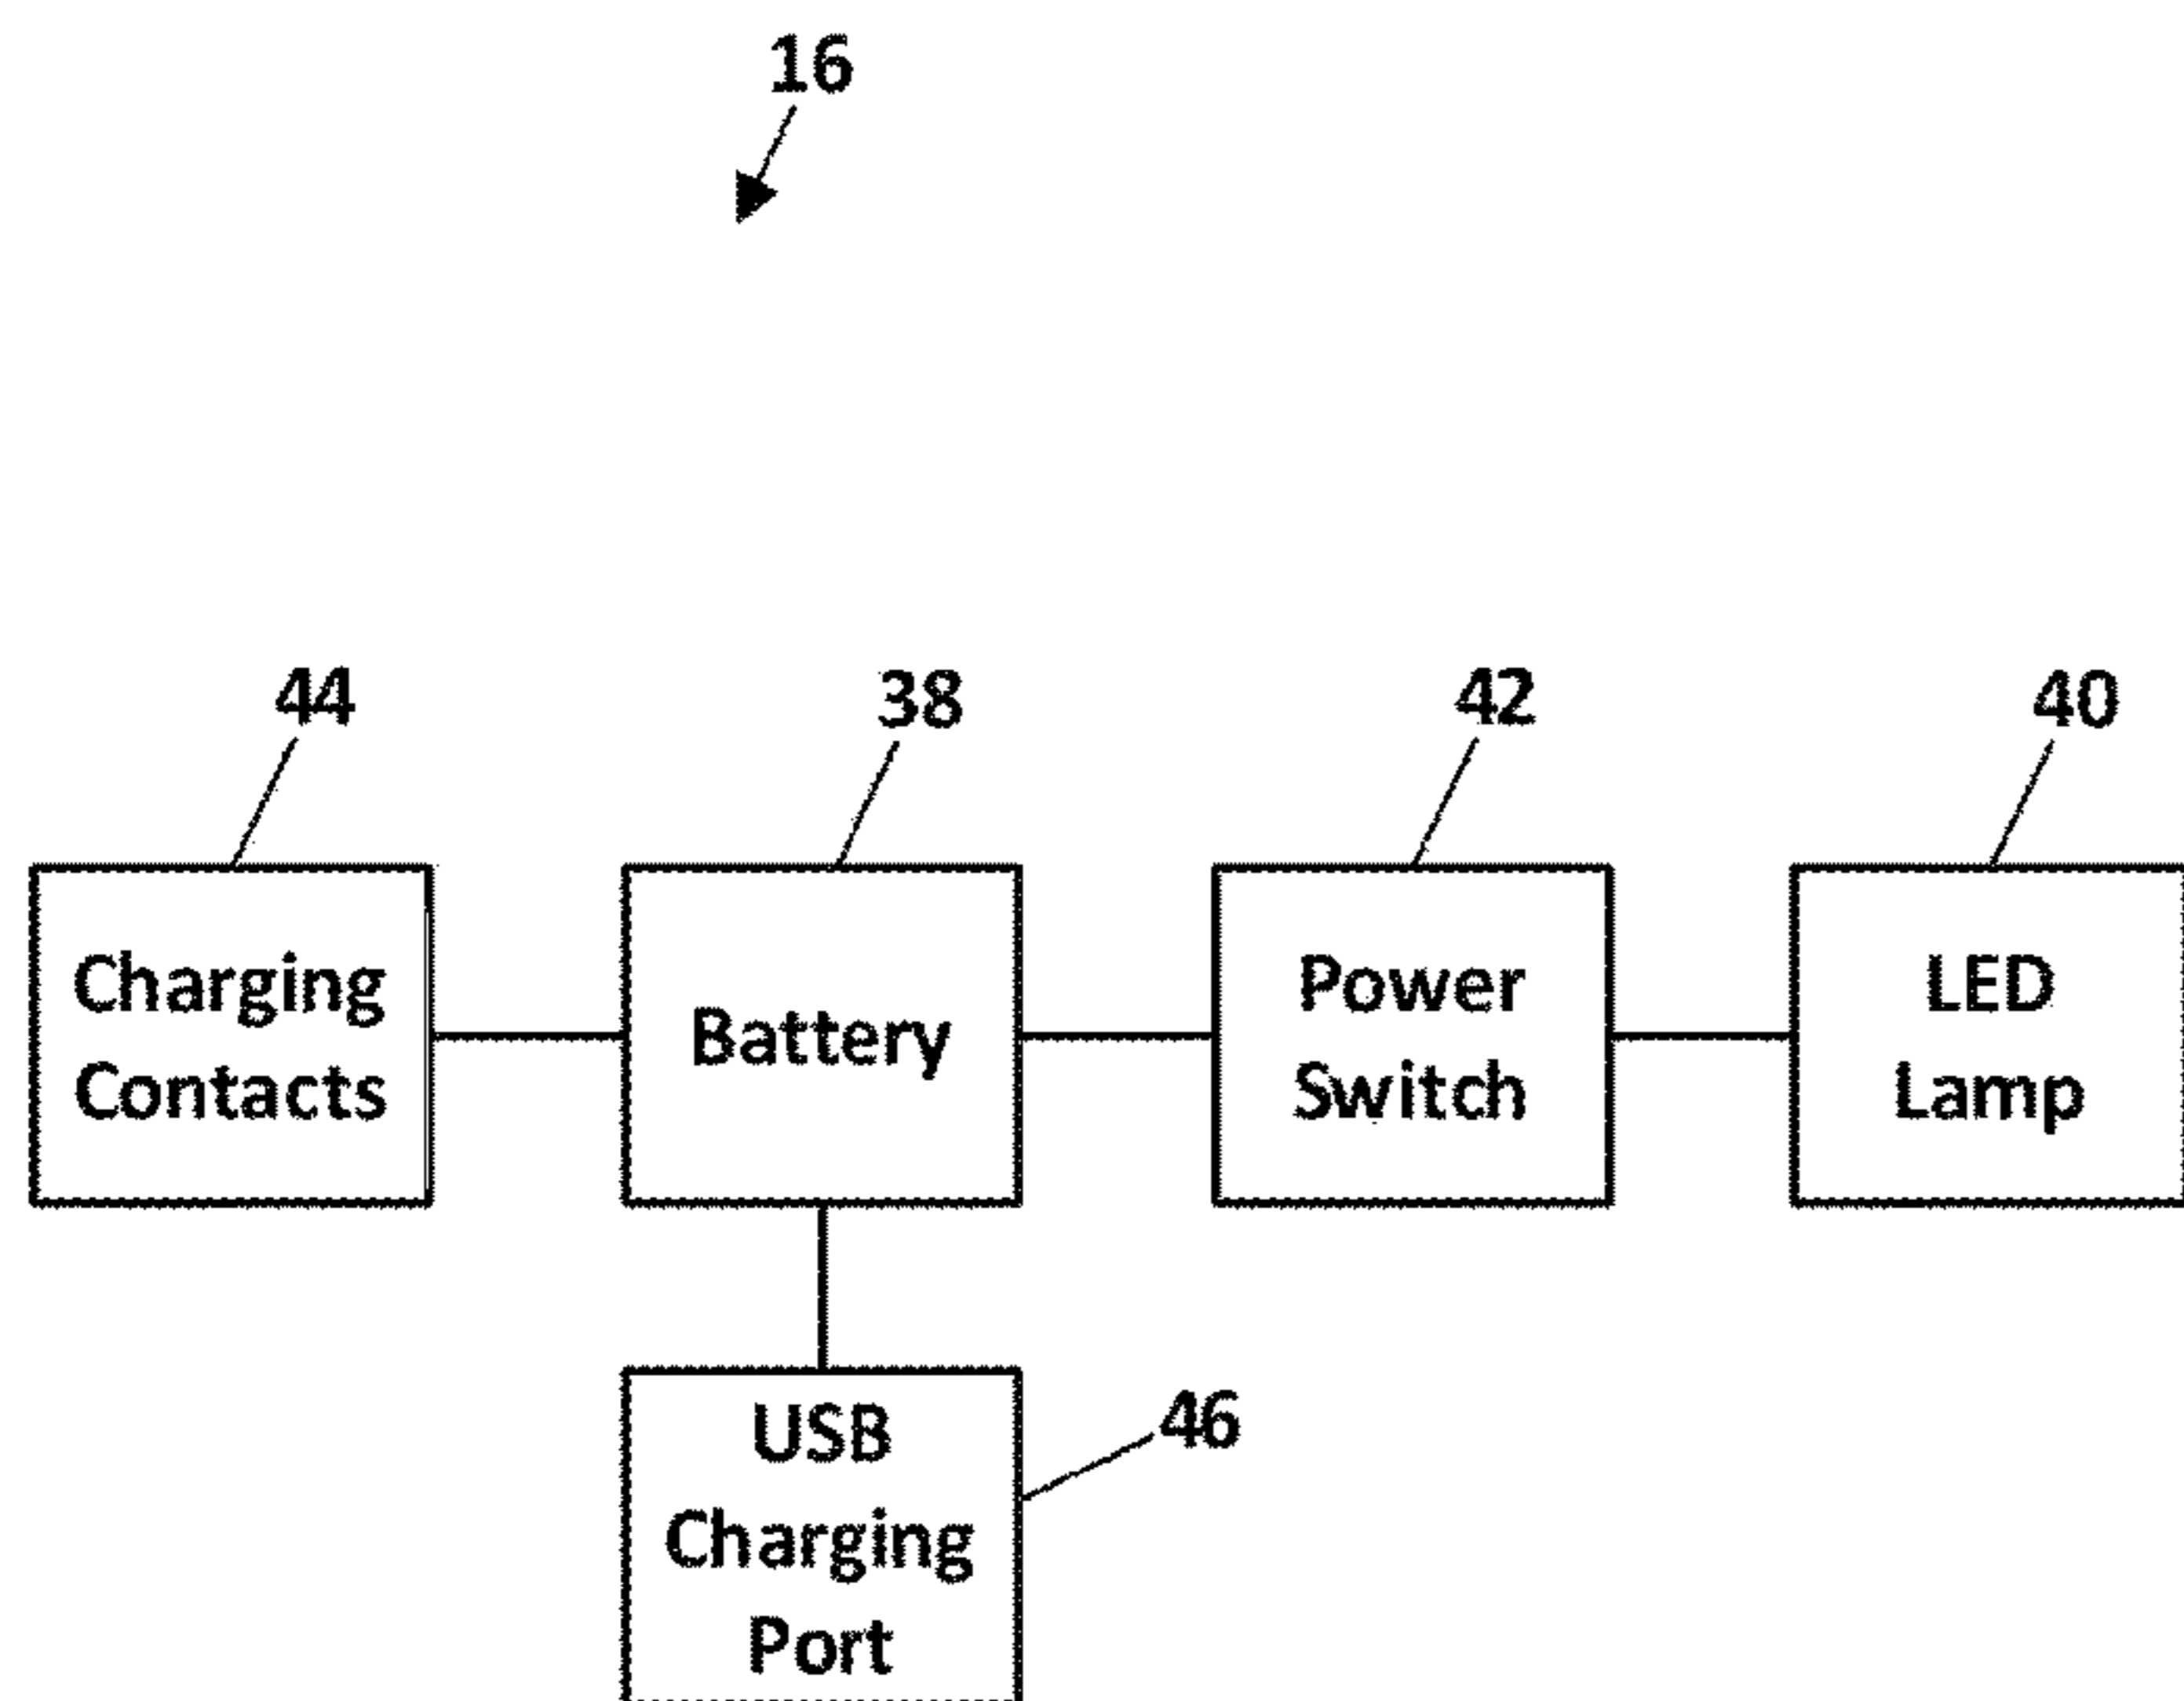 16
44
38
42
40
Charging
Contacts
Battery
Power
Switch
LED
Lamp
USB
Charging
Port
46